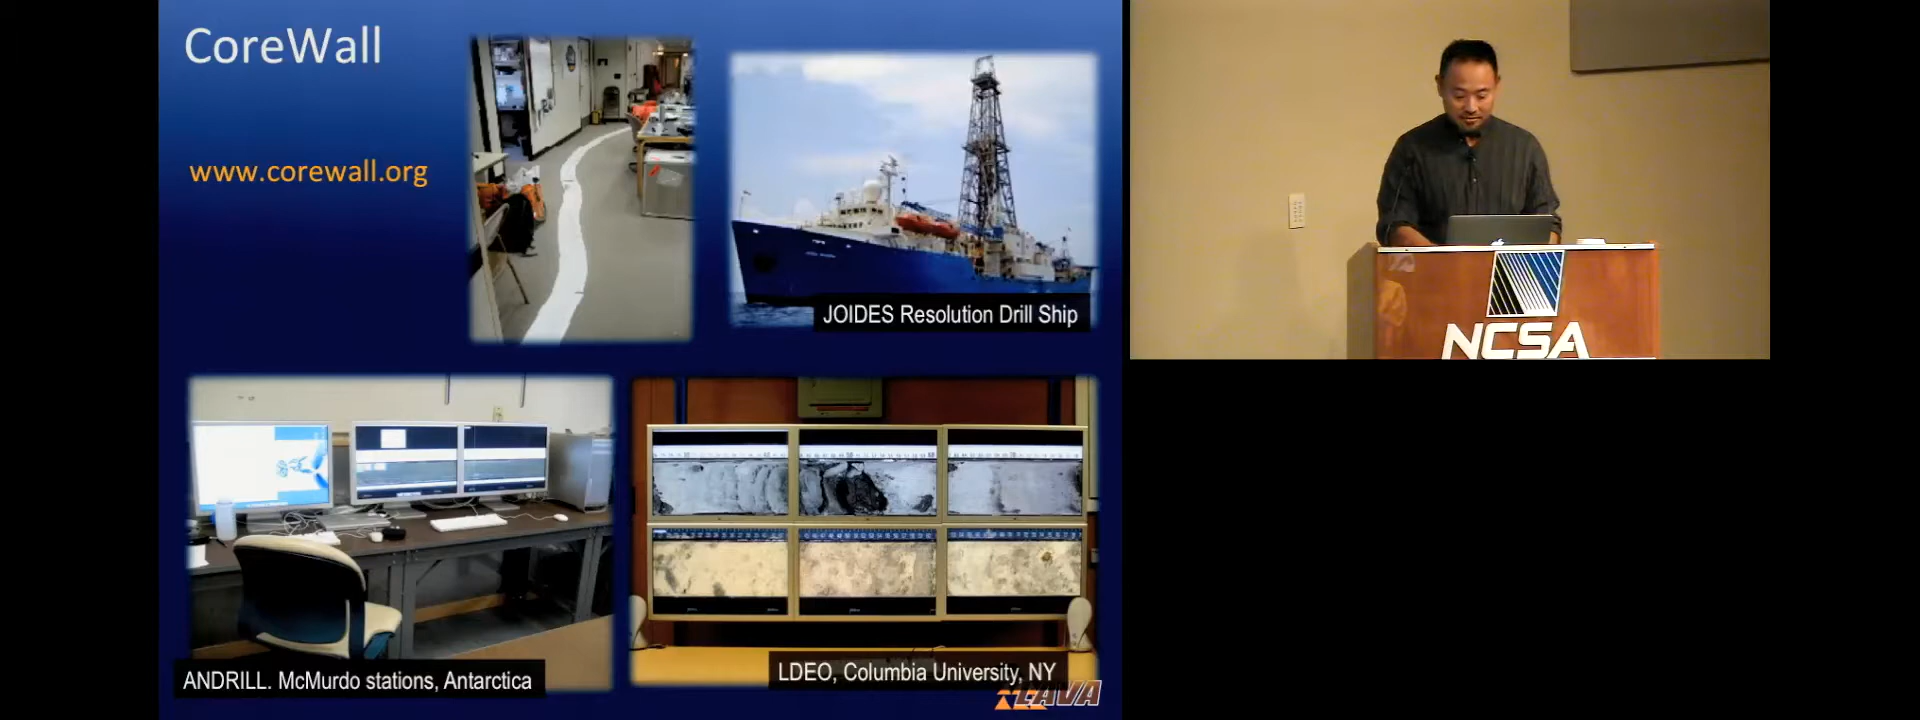 CoreWall
www.corewall.org
JOIDES Resolution Drill Ship
ANDRILL. McMurdo stations, Antarctica
LDEO, Columbia University, NY
LAVA
NCSA